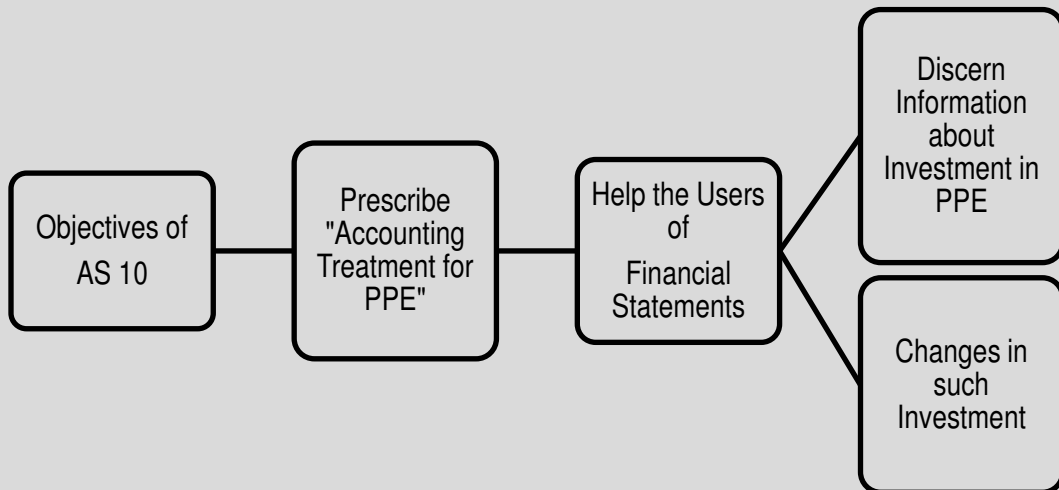 Objectives of
AS 10
Prescribe
"Accounting
Treatment for
PPE"
Help the Users
of
Financial
Statements
Discern
Information
about
Investment in
PPE
Changes in
such
Investment